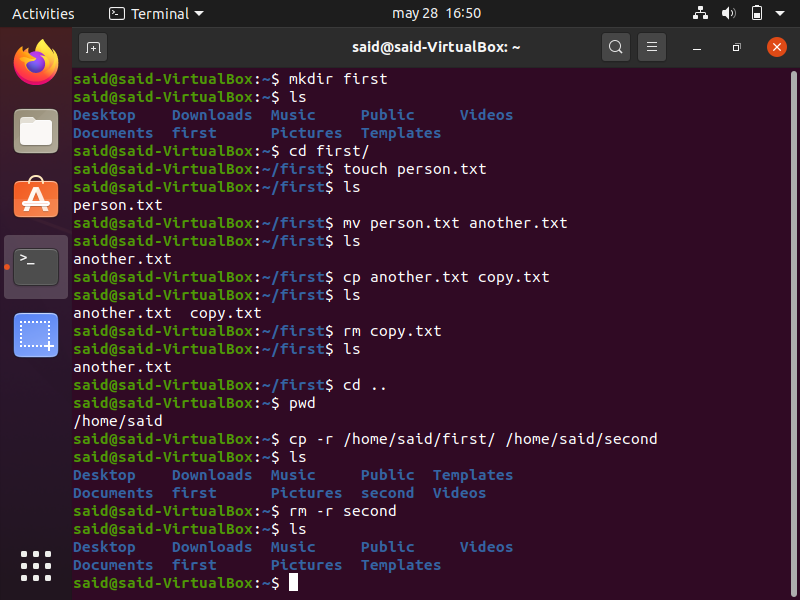 Activities Terminal may 28 16:50
said@said-VirtualBox: ~
said@said-VirtualBox:~$ mkdir first
said@said-VirtualBox:~$ ls
Desktop Downloads Music Public Videos
Documents first Pictures Templates
said@said-VirtualBox:~$ cd first/
said@said-VirtualBox:~/first$ touch person.txt
said@said-VirtualBox:~/first$ ls
person.txt
said@said-VirtualBox:~/first$ mv person.txt another.txt
said@said-VirtualBox:~/first$ ls
another.txt
said@said-VirtualBox:~/first$ cp another.txt copy.txt
said@said-VirtualBox:~/first$ ls
another.txt copy.txt
said@said-VirtualBox:~/first$ rm copy.txt
said@said-VirtualBox:~/first$ ls
another.txt
said@said-VirtualBox:~/first$ cd ..
said@said-VirtualBox:~$ pwd
/home/said
said@said-VirtualBox:~$ cp -r /home/said/first/ /home/said/second
said@said-VirtualBox:~$ ls
Desktop Downloads Music Public Templates
Documents first Pictures second Videos
said@said-VirtualBox:~$ rm -r second
said@said-VirtualBox:~$ ls
Desktop Downloads Music Public Videos
Documents first Pictures Templates
said@said-VirtualBox:~$